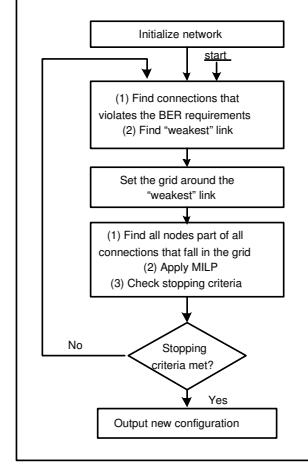 Initialize network
start
(1) Find connections that
violates the BER requirements
(2) Find “weakest” link
Set the grid around the
“weakest” link
(1) Find all nodes part of all
connections that fall in the grid
(2) Apply MILP
(3) Check stopping criteria
No
Stopping
criteria met?
Yes
Output new configuration